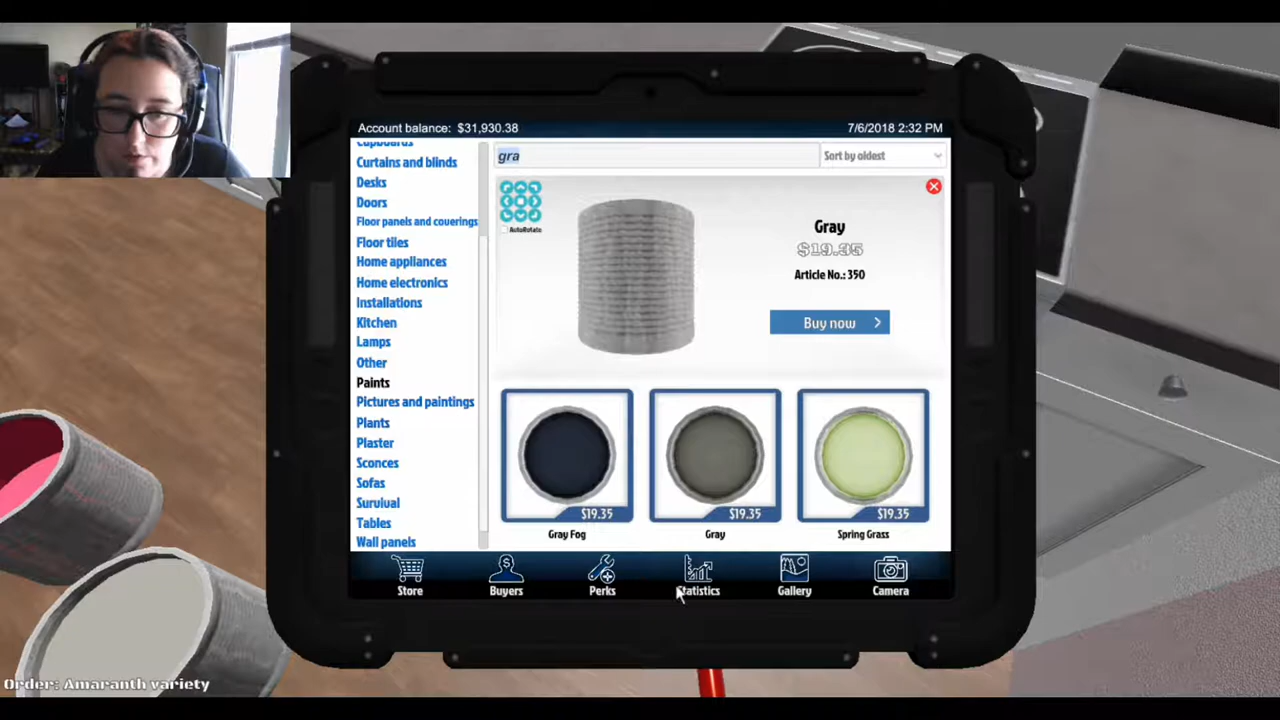 Account balance: $31,930.38
7/6/2018 2:32 PM
Cupboards
Curtains and blinds
Desks
Doors
Floor panels and couerings
Floor tiles
Home appliances
Home electronics
Installations
Kitchen
Lamps
Other
Paints
Pictures and paintings
Plants
Plaster
Sconces
Sofas
Suruiual
Tables
Wall panels
gra
Sort by oldest
AutoRotate
Gray
$19.35
Article No.: 350
Buy now
$19.35
$19.35
$19.35
Gray Fog
Gray
Spring Grass
Store
Buyers
Perks
Statistics
Gallery
Camera
Order: Amaranth variety